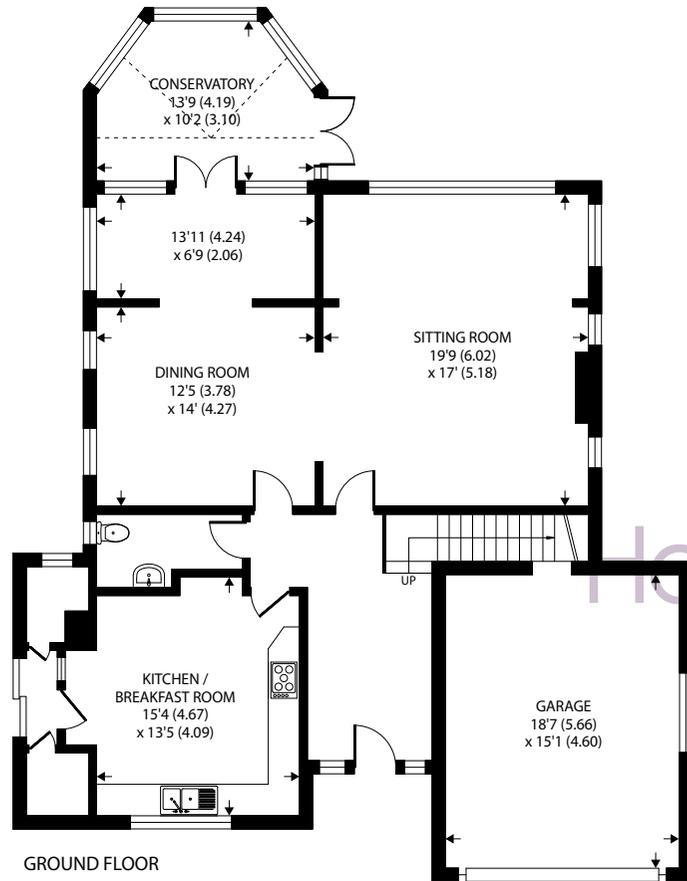 CONSERVATORY
13'9 (4.19)
x 10'2 (3.10)
13'11 (4.24)
x 6'9 (2.06)
SITTING ROOM
19'9 (6.02)
x 17' (5.18)
DINING ROOM
12'5 (3.78)
x 14' (4.27)
UP
Ho
KITCHEN /
BREAKFAST ROOM
15'4 (4.67)
x 13'5 (4.09)
GARAGE
18'7 (5.66)
x 15'1 (4.60)
GROUND FLOOR